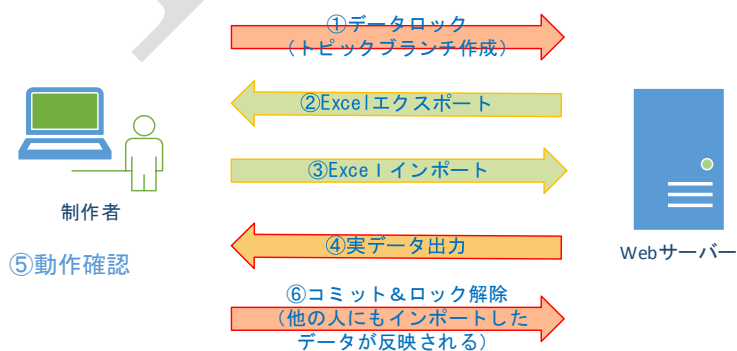 ①データロック
（トピックブランチ作成）
②Excelエクスポート
③Excelインポート
制作者
④実データ出力
Webサーバー
⑤動作確認
⑥コミット＆ロック解除
（他の人にもインポートした
データが反映される）